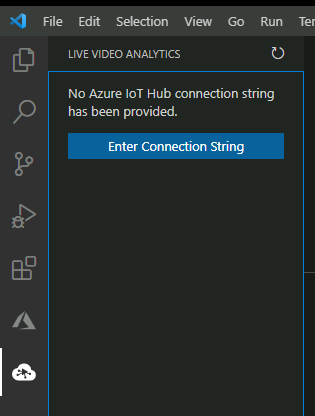 File Edit Selection View Go Run
LIVE VIDEO ANALYTICS
No Azure IoT Hub connection string
has been provided.
Enter Connection String